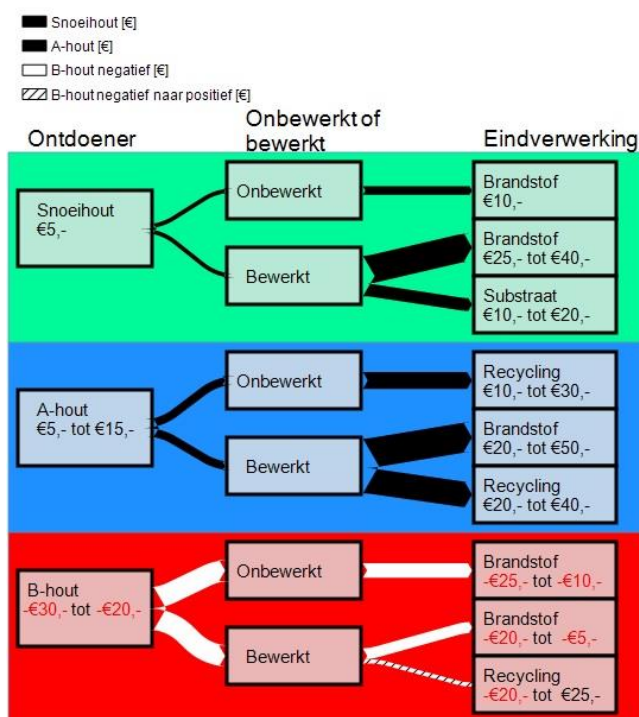 Snoeihout [€]
A-hout [€]
B-hout negatief [€]
B-hout negatief naar positief [€]
Ontdoener
Onbewerkt of
bewerkt
Eindverwerking
Snoeihout
€5,-
Onbewerkt
Bewerkt
Brandstof
€10,-
Brandstof
€25,- tot €40,-
Substraat
€10,- tot €20,-
A-hout
€5,- tot €15,-
Onbewerkt
Bewerkt
Recycling
€10,- tot €30,-
Brandstof
€20,- tot €50,-
Recycling
€20,- tot €40,-
B-hout
-€30,- tot -€20,-
Onbewerkt
Bewerkt
Brandstof
-€25,- tot -€10,-
Brandstof
-€20,- tot -€5,-
Recycling
-€20,- tot €25,-